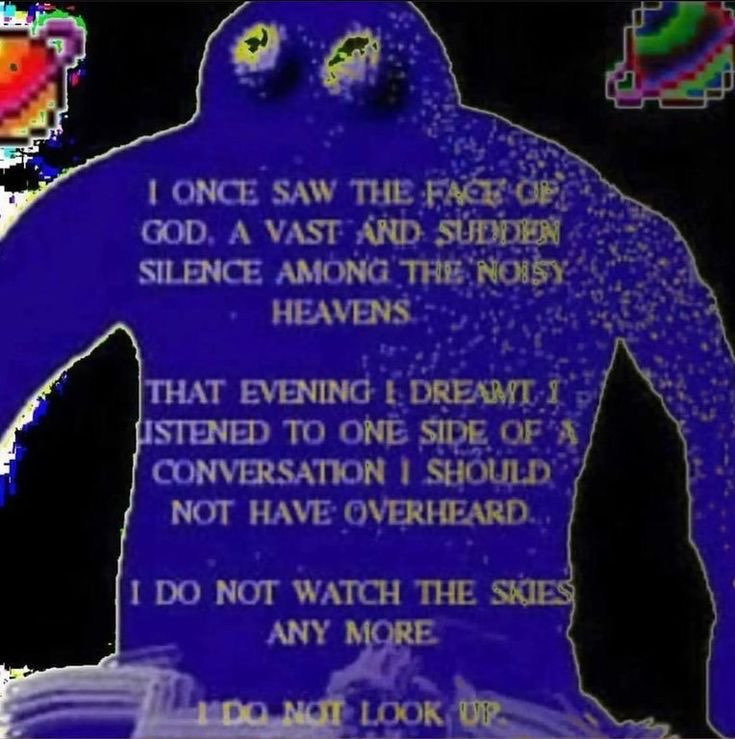 I ONCE SAW THE FACE OF
GOD. A VAST AND SUDDEN
SILENCE AMONG THE NOISY
HEAVENS.
THAT EVENING I DREAMT I
LISTENED TO ONE SIDE OF A
CONVERSATION I SHOULD
NOT HAVE OVERHEARD.
I DO NOT WATCH THE SKIES
ANY MORE.
I DO NOT LOOK UP.